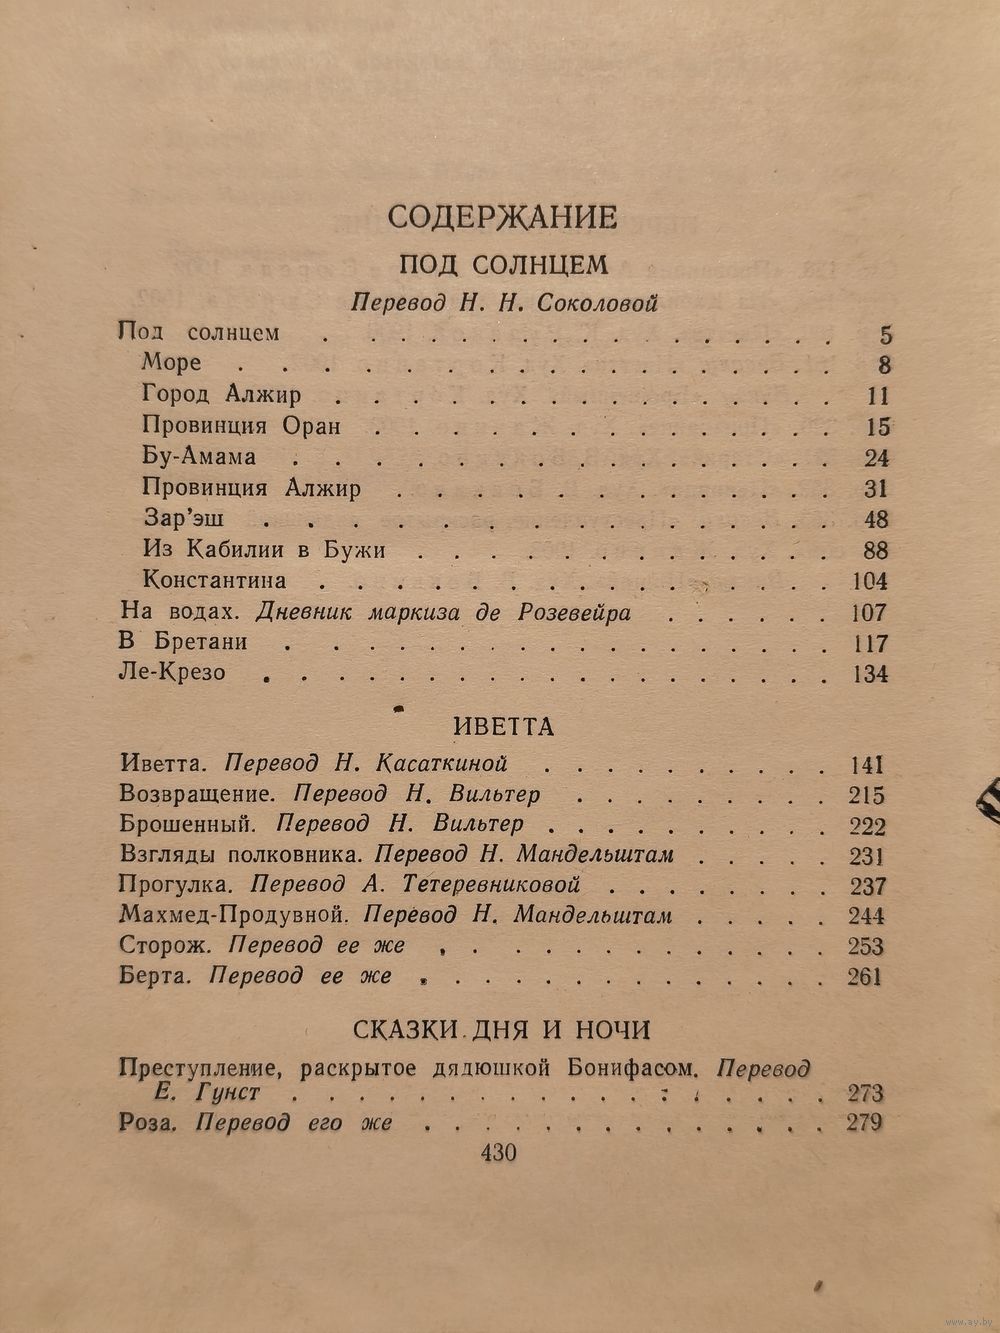 СОДЕРЖАНИЕ
ПОД СОЛНЦЕМ
Перевод Н. Н. Соколовой
Под солнцем . . . . . . . . . . . . . . . . 5
Море . . . . . . . . . . . . . . . 8
Город Алжир . . . . . . . . . . . . . 11
Провинция Оран . . . . . . . . . . . . 15
Бу-Амама . . . . . . . . . . . . . . 24
Провинция Алжир . . . . . . . . . . . 31
Зар’эш . . . . . . . . . . . . . . 48
Из Кабилии в Бужи . . . . . . . . . . . 88
Константина . . . . . . . . . . . . . 104
На водах. Дневник маркиза де Розевейра . . . . . . 107
В Бретани . . . . . . . . . . . . . . 117
Ле-Крезо . . . . . . . . . . . . . . . 134
ИВЕТТА
Иветта. Перевод Н. Касаткиной . . . . . . . . . . 141
Возвращение. Перевод Н. Вильтер . . . . . . . . . 215
Брошенный. Перевод Н. Вильтер . . . . . . . . . . 222
Взгляды полковника. Перевод Н. Мандельштам . . . . . 231
Прогулка. Перевод А. Тетеревниковой . . . . . . . . 237
Махмед-Продувной. Перевод Н. Мандельштам . . . . . 244
Сторож. Перевод ее же . . . . . . . . . . . . . 253
Берта. Перевод ее же . . . . . . . . . . . . . . 261
СКАЗКИ ДНЯ И НОЧИ
Преступление, раскрытое дядюшкой Бонифасом. Перевод
Е. Гунст . . . . . . . . . . . . . . . . 273
Роза. Перевод его же . . . . . . . . . . . . . . 279
430
www.ay.by